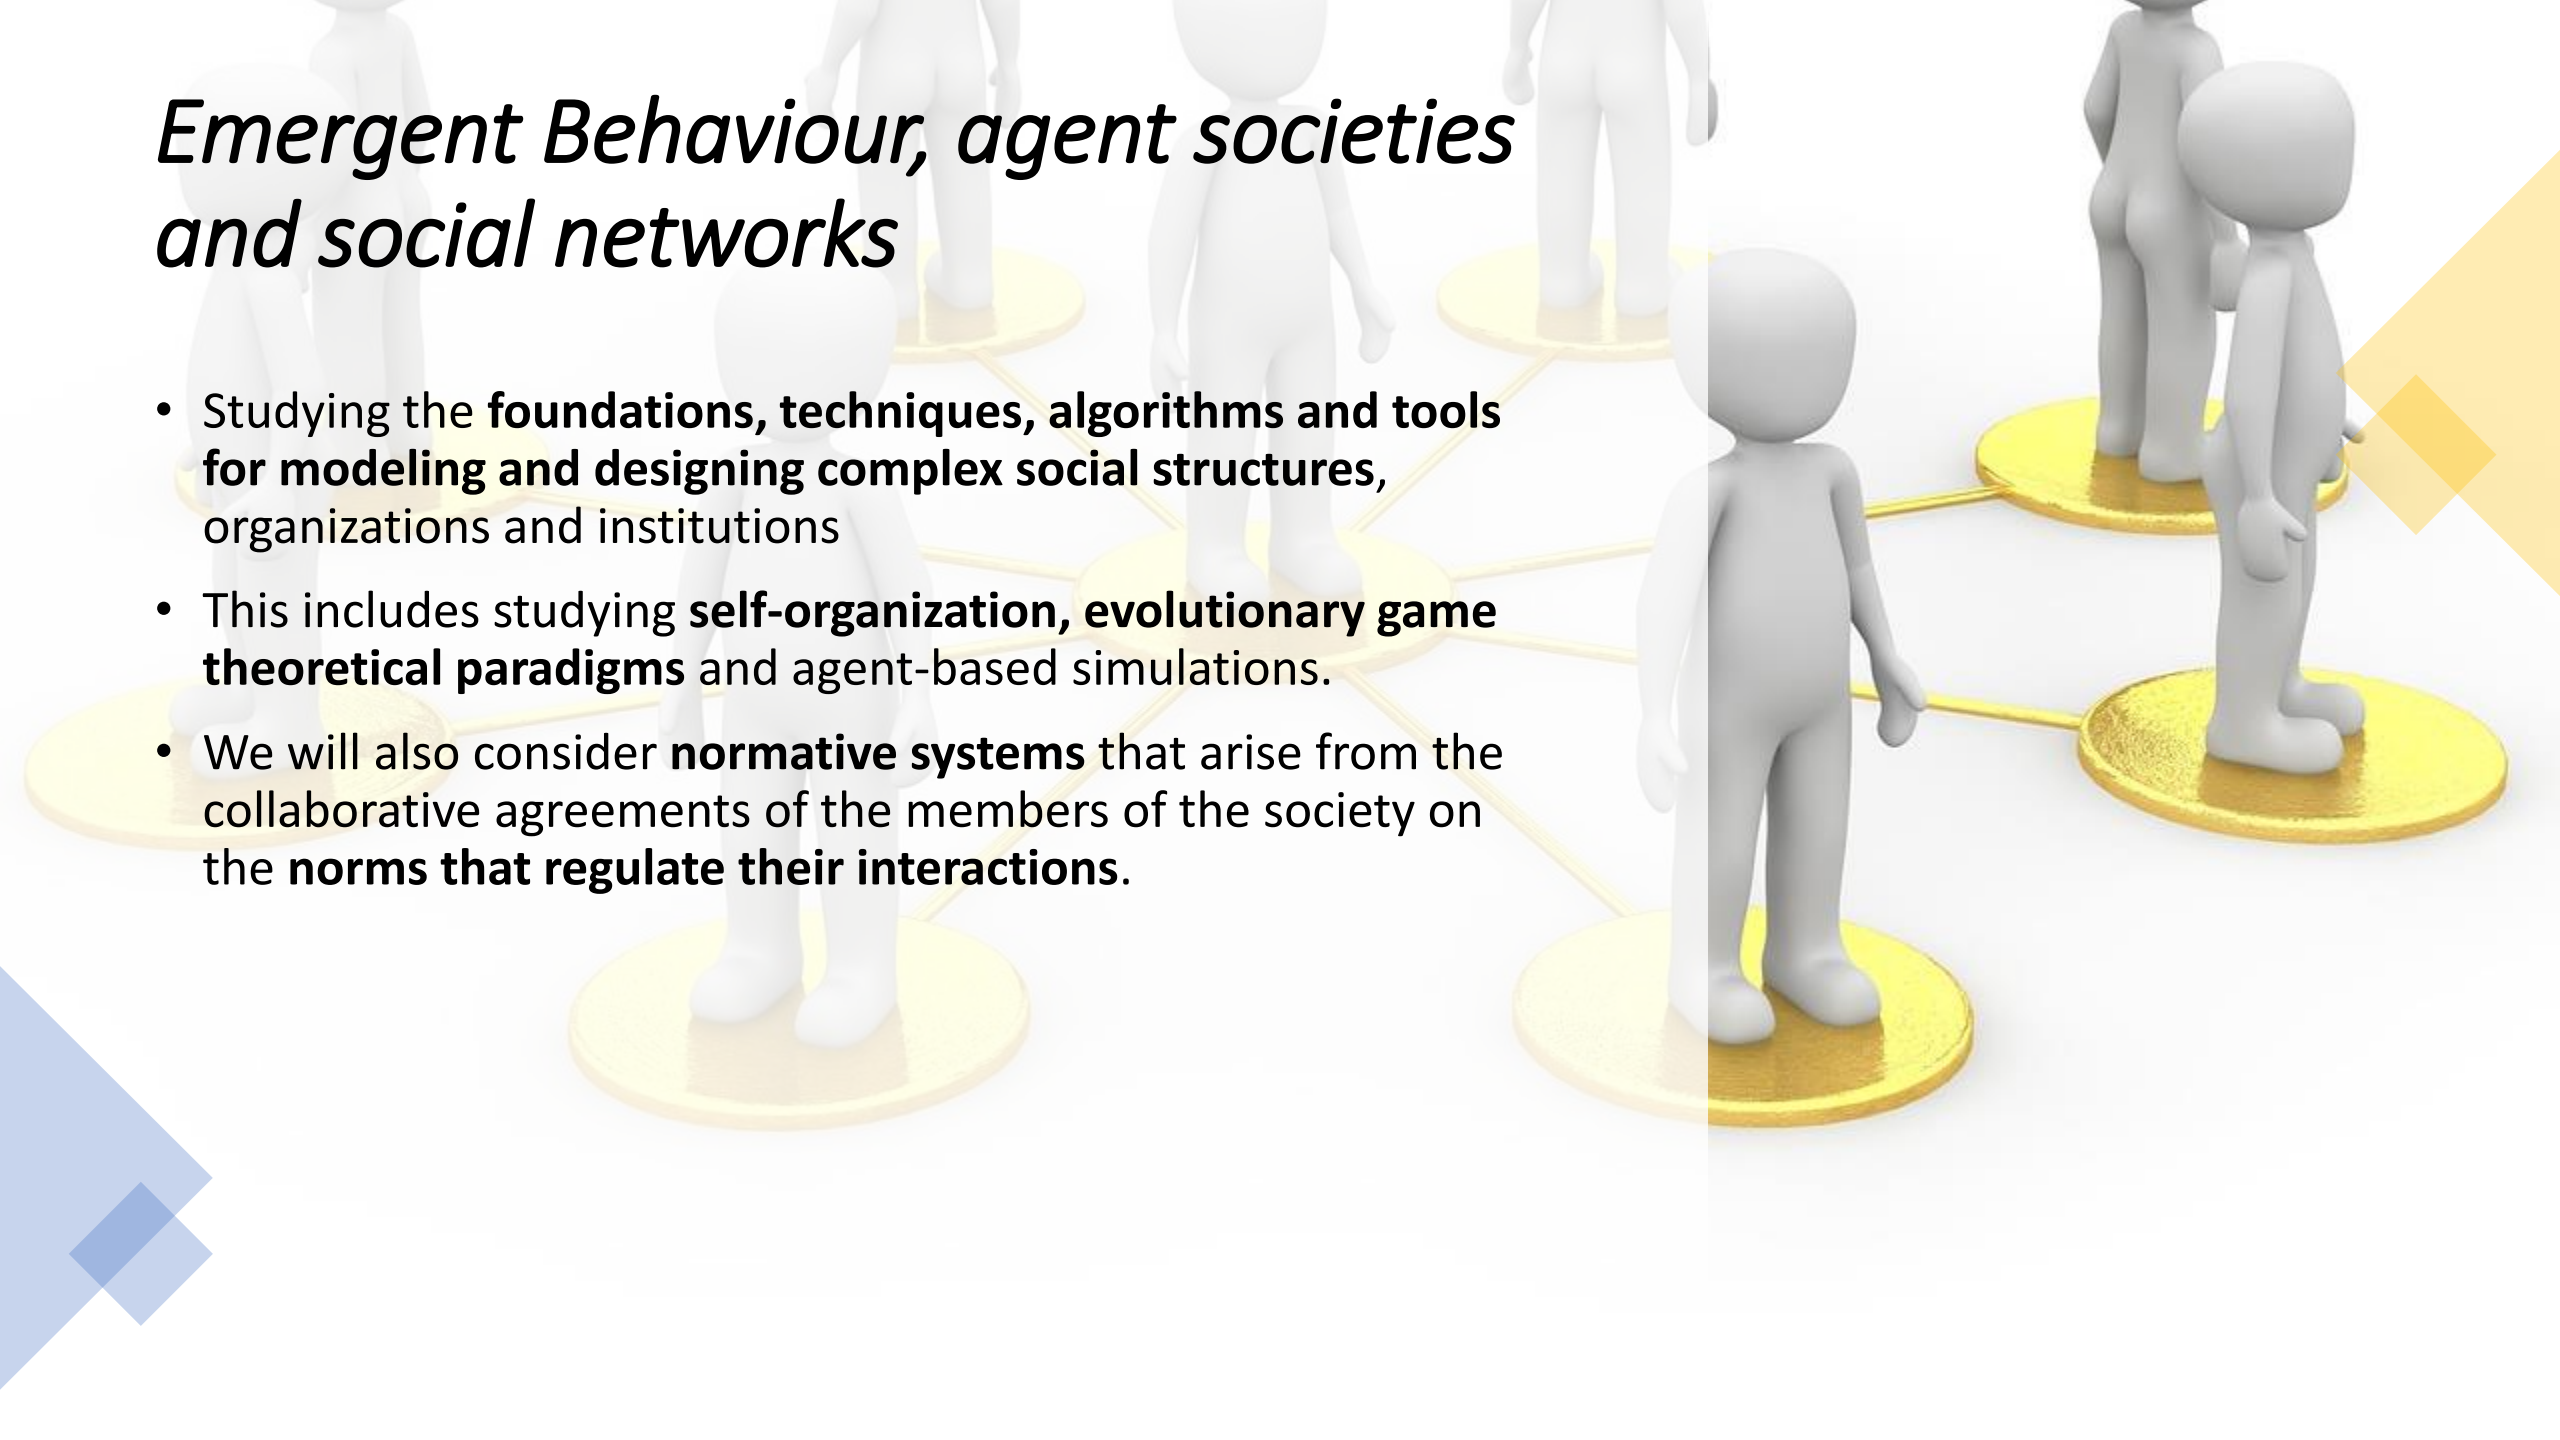 Emergent Behaviour, agent societies
and social networks
• Studying the foundations, techniques, algorithms and tools
for modeling and designing complex social structures,
organizations and institutions
• This includes studying self-organization, evolutionary game
theoretical paradigms and agent-based simulations.
• We will also consider normative systems that arise from the
collaborative agreements of the members of the society on
the norms that regulate their interactions.